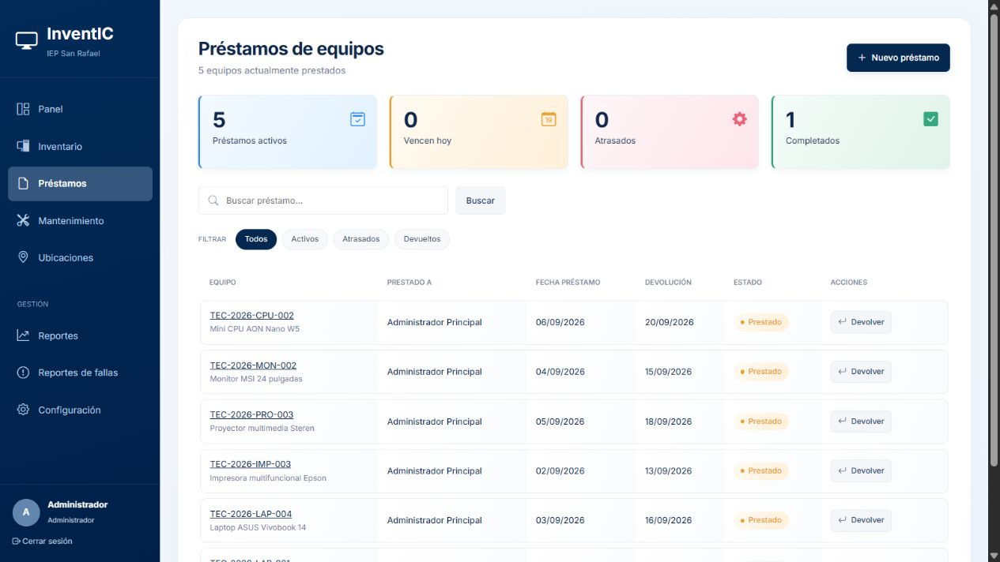 InventIC
IEP San Rafael
Panel
Inventario
Préstamos
Mantenimiento
Ubicaciones
GESTIÓN
Reportes
Reportes de fallas
Configuración
A
Administrador
Administrador
Cerrar sesión
Préstamos de equipos
5 equipos actualmente prestados
+ Nuevo préstamo
5
Préstamos activos
0
Vencen hoy
19
0
Atrasados
1
Completados
Buscar préstamo...
Buscar
FILTRAR Todos Activos Atrasados Devueltos
EQUIPO PRESTADO A FECHA PRÉSTAMO DEVOLUCIÓN ESTADO ACCIONES
TEC-2026-CPU-002
Mini CPU AON Nano W5
Administrador Principal 06/09/2026 20/09/2026 Prestado Devolver
TEC-2026-MON-002
Monitor MSI 24 pulgadas
Administrador Principal 04/09/2026 15/09/2026 Prestado Devolver
TEC-2026-PRO-003
Proyector multimedia Steren
Administrador Principal 05/09/2026 18/09/2026 Prestado Devolver
TEC-2026-IMP-003
Impresora multifuncional Epson
Administrador Principal 02/09/2026 13/09/2026 Prestado Devolver
TEC-2026-LAP-004
Laptop ASUS Vivobook 14
Administrador Principal 03/09/2026 16/09/2026 Prestado Devolver